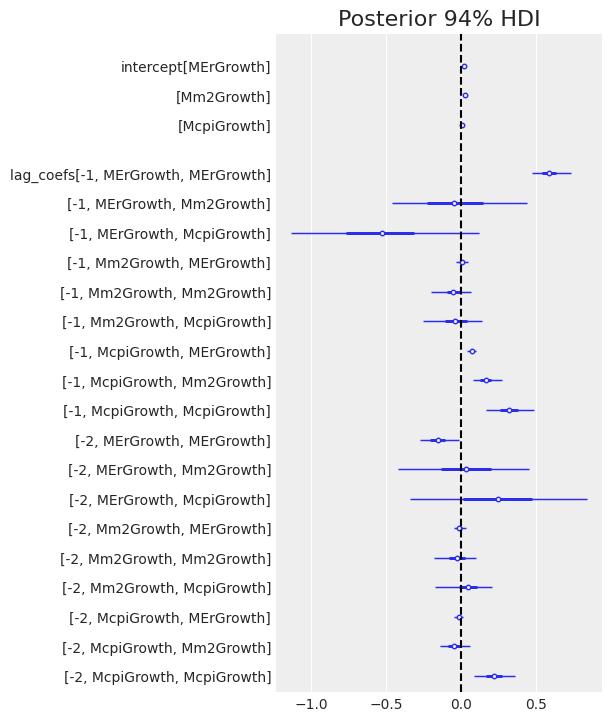 Posterior 94% HDI
intercept[MErGrowth]
[Mm2Growth]
[McpiGrowth]
lag_coefs[-1, MErGrowth, MErGrowth]
[-1, MErGrowth, Mm2Growth]
[-1, MErGrowth, McpiGrowth]
[-1, Mm2Growth, MErGrowth]
[-1, Mm2Growth, Mm2Growth]
[-1, Mm2Growth, McpiGrowth]
[-1, McpiGrowth, MErGrowth]
[-1, McpiGrowth, Mm2Growth]
[-1, McpiGrowth, McpiGrowth]
[-2, MErGrowth, MErGrowth]
[-2, MErGrowth, Mm2Growth]
[-2, MErGrowth, McpiGrowth]
[-2, Mm2Growth, MErGrowth]
[-2, Mm2Growth, Mm2Growth]
[-2, Mm2Growth, McpiGrowth]
[-2, McpiGrowth, MErGrowth]
[-2, McpiGrowth, Mm2Growth]
[-2, McpiGrowth, McpiGrowth]
−1.0 −0.5 0.0 0.5